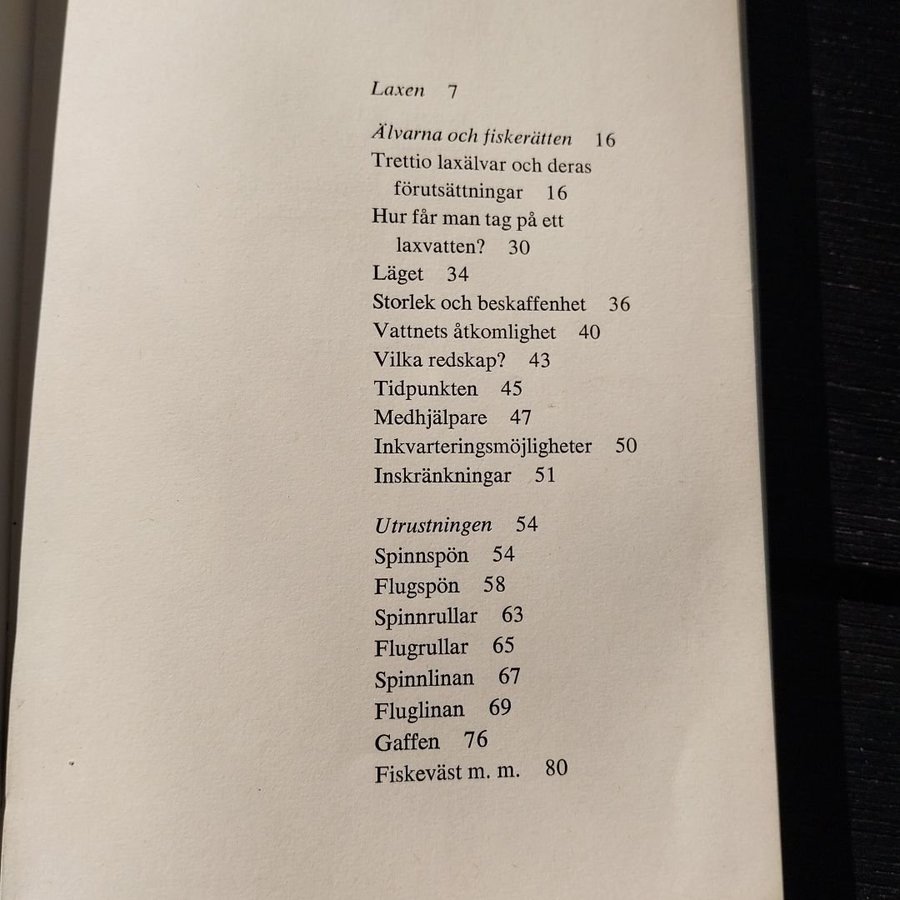 Laxen 7
Älvarna och fiskerätten 16
Trettio laxälvar och deras
förutsättningar 16
Hur får man tag på ett
laxvatten? 30
Läget 34
Storlek och beskaffenhet 36
Vattnets åtkomlighet 40
Vilka redskap? 43
Tidpunkten 45
Medhjälpare 47
Inkvarteringsmöjligheter 50
Inskränkningar 51
Utrustningen 54
Spinnspön 54
Flugspön 58
Spinnrullar 63
Flugrullar 65
Spinnlinan 67
Fluglinan 69
Gaffen 76
Fiskeväst m. m. 80